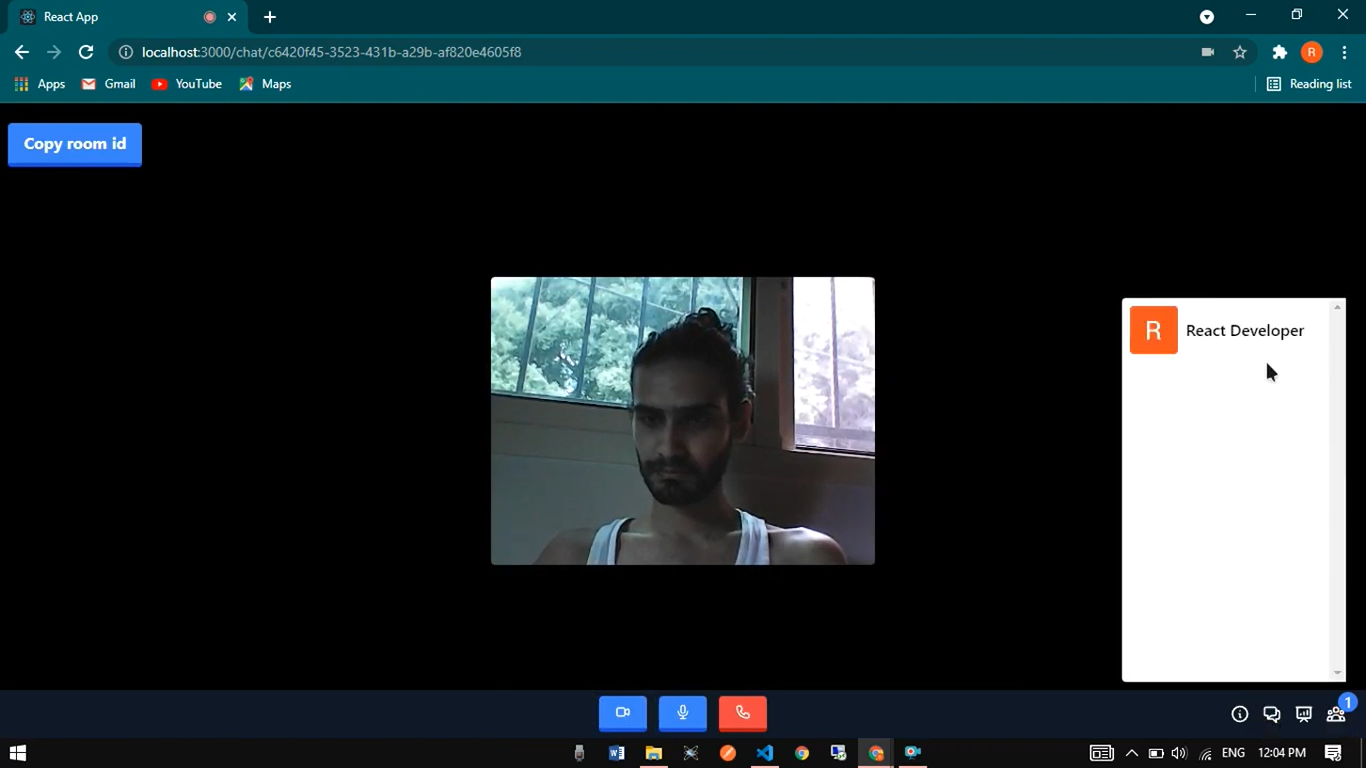 React App
localhost:3000/chat/c6420f45-3523-431b-a29b-af820e4605f8
R
Apps Gmail YouTube Maps Reading list
Copy room id
R React Developer
1
ENG 12:04 PM